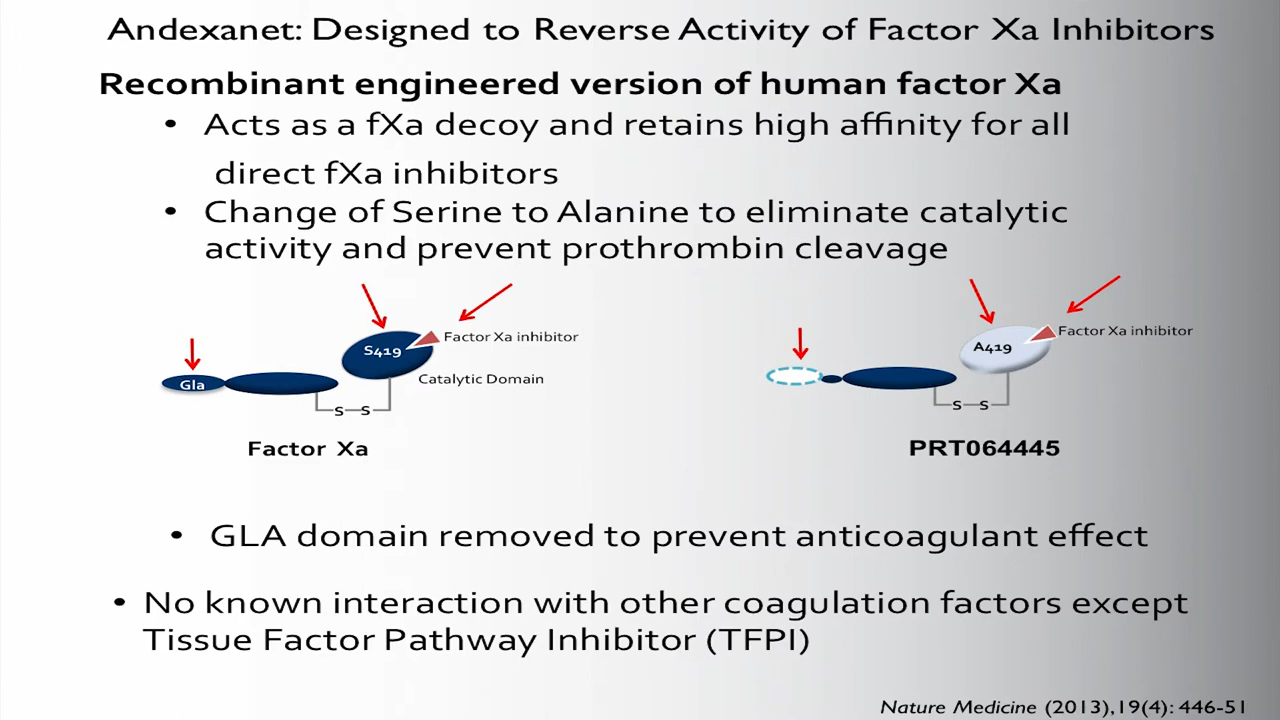 Andexanet: Designed to Reverse Activity of Factor Xa Inhibitors
Recombinant engineered version of human factor Xa
• Acts as a fXa decoy and retains high affinity for all
direct fXa inhibitors
• Change of Serine to Alanine to eliminate catalytic
activity and prevent prothrombin cleavage
S419
Factor Xa inhibitor
Gla
Catalytic Domain
S S
Factor Xa
A419
Factor Xa inhibitor
S S
PRT064445
• GLA domain removed to prevent anticoagulant effect
• No known interaction with other coagulation factors except
Tissue Factor Pathway Inhibitor (TFPI)
Nature Medicine (2013),19(4): 446-51